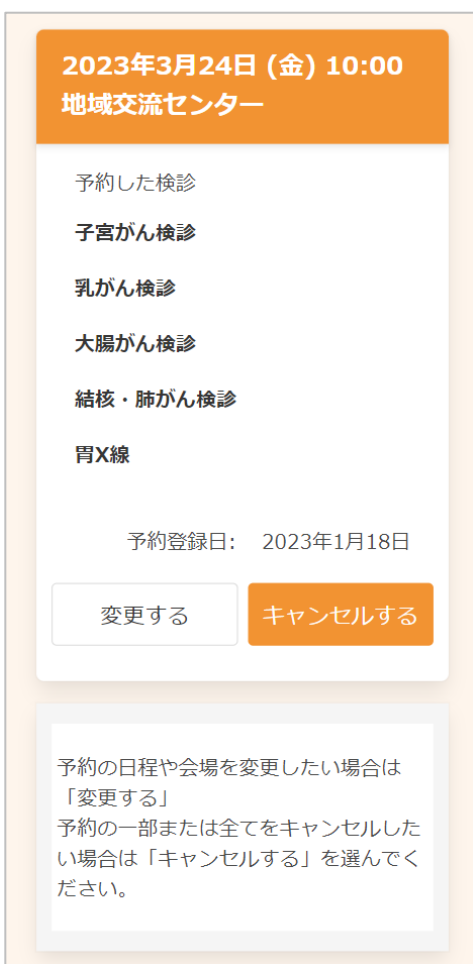 2023年3月24日 (金) 10:00
地域交流センター
予約した検診
子宮がん検診
乳がん検診
大腸がん検診
結核・肺がん検診
胃X線
予約登録日: 2023年1月18日
変更する キャンセルする
予約の日程や会場を変更したい場合は
「変更する」
予約の一部または全てをキャンセルした
い場合は「キャンセルする」を選んでく
ださい。